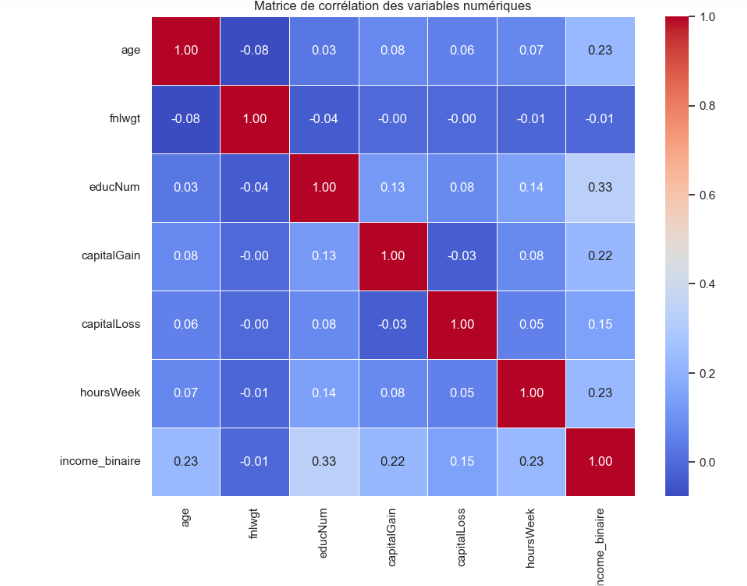 Matrice de corrélation des variables numériques
age 1.00 -0.08 0.03 0.08 0.06 0.07 0.23
fnlwgt -0.08 1.00 -0.04 -0.00 -0.00 -0.01 -0.01
educNum 0.03 -0.04 1.00 0.13 0.08 0.14 0.33
capitalGain 0.08 -0.00 0.13 1.00 -0.03 0.08 0.22
capitalLoss 0.06 -0.00 0.08 -0.03 1.00 0.05 0.15
hoursWeek 0.07 -0.01 0.14 0.08 0.05 1.00 0.23
income_binaire 0.23 -0.01 0.33 0.22 0.15 0.23 1.00
age
fnlwgt
educNum
capitalGain
capitalLoss
hoursWeek
ncome_binaire
1.0
0.8
0.6
0.4
0.2
0.0